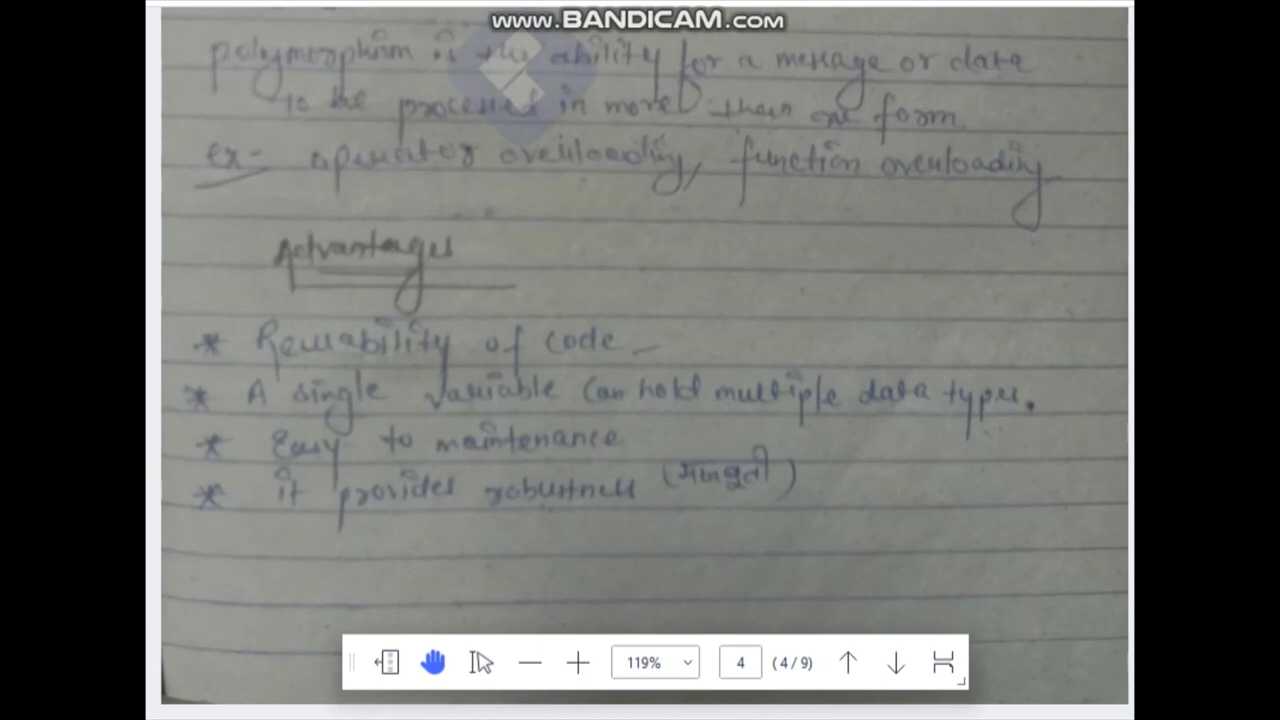 www.BANDICAM.com
polymorphism is the ability for a message or data
to be processed in more than one form
ex- operator overloading, function overloading
Advantages
* Reusability of code -
* A single variable can hold multiple data types.
* Easy to maintenance
* it provides robustness (मजबूती)
119% 4 (4/9)